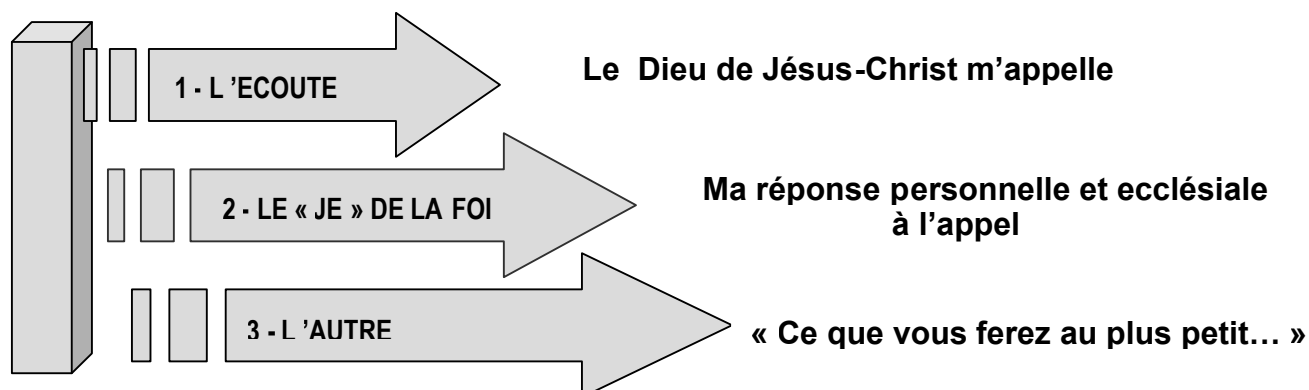 1 - L 'ECOUTE
Le Dieu de Jésus-Christ m'appelle
2 - LE « JE » DE LA FOI
Ma réponse personnelle et ecclésiale
à l'appel
3 - L 'AUTRE
« Ce que vous ferez au plus petit... »